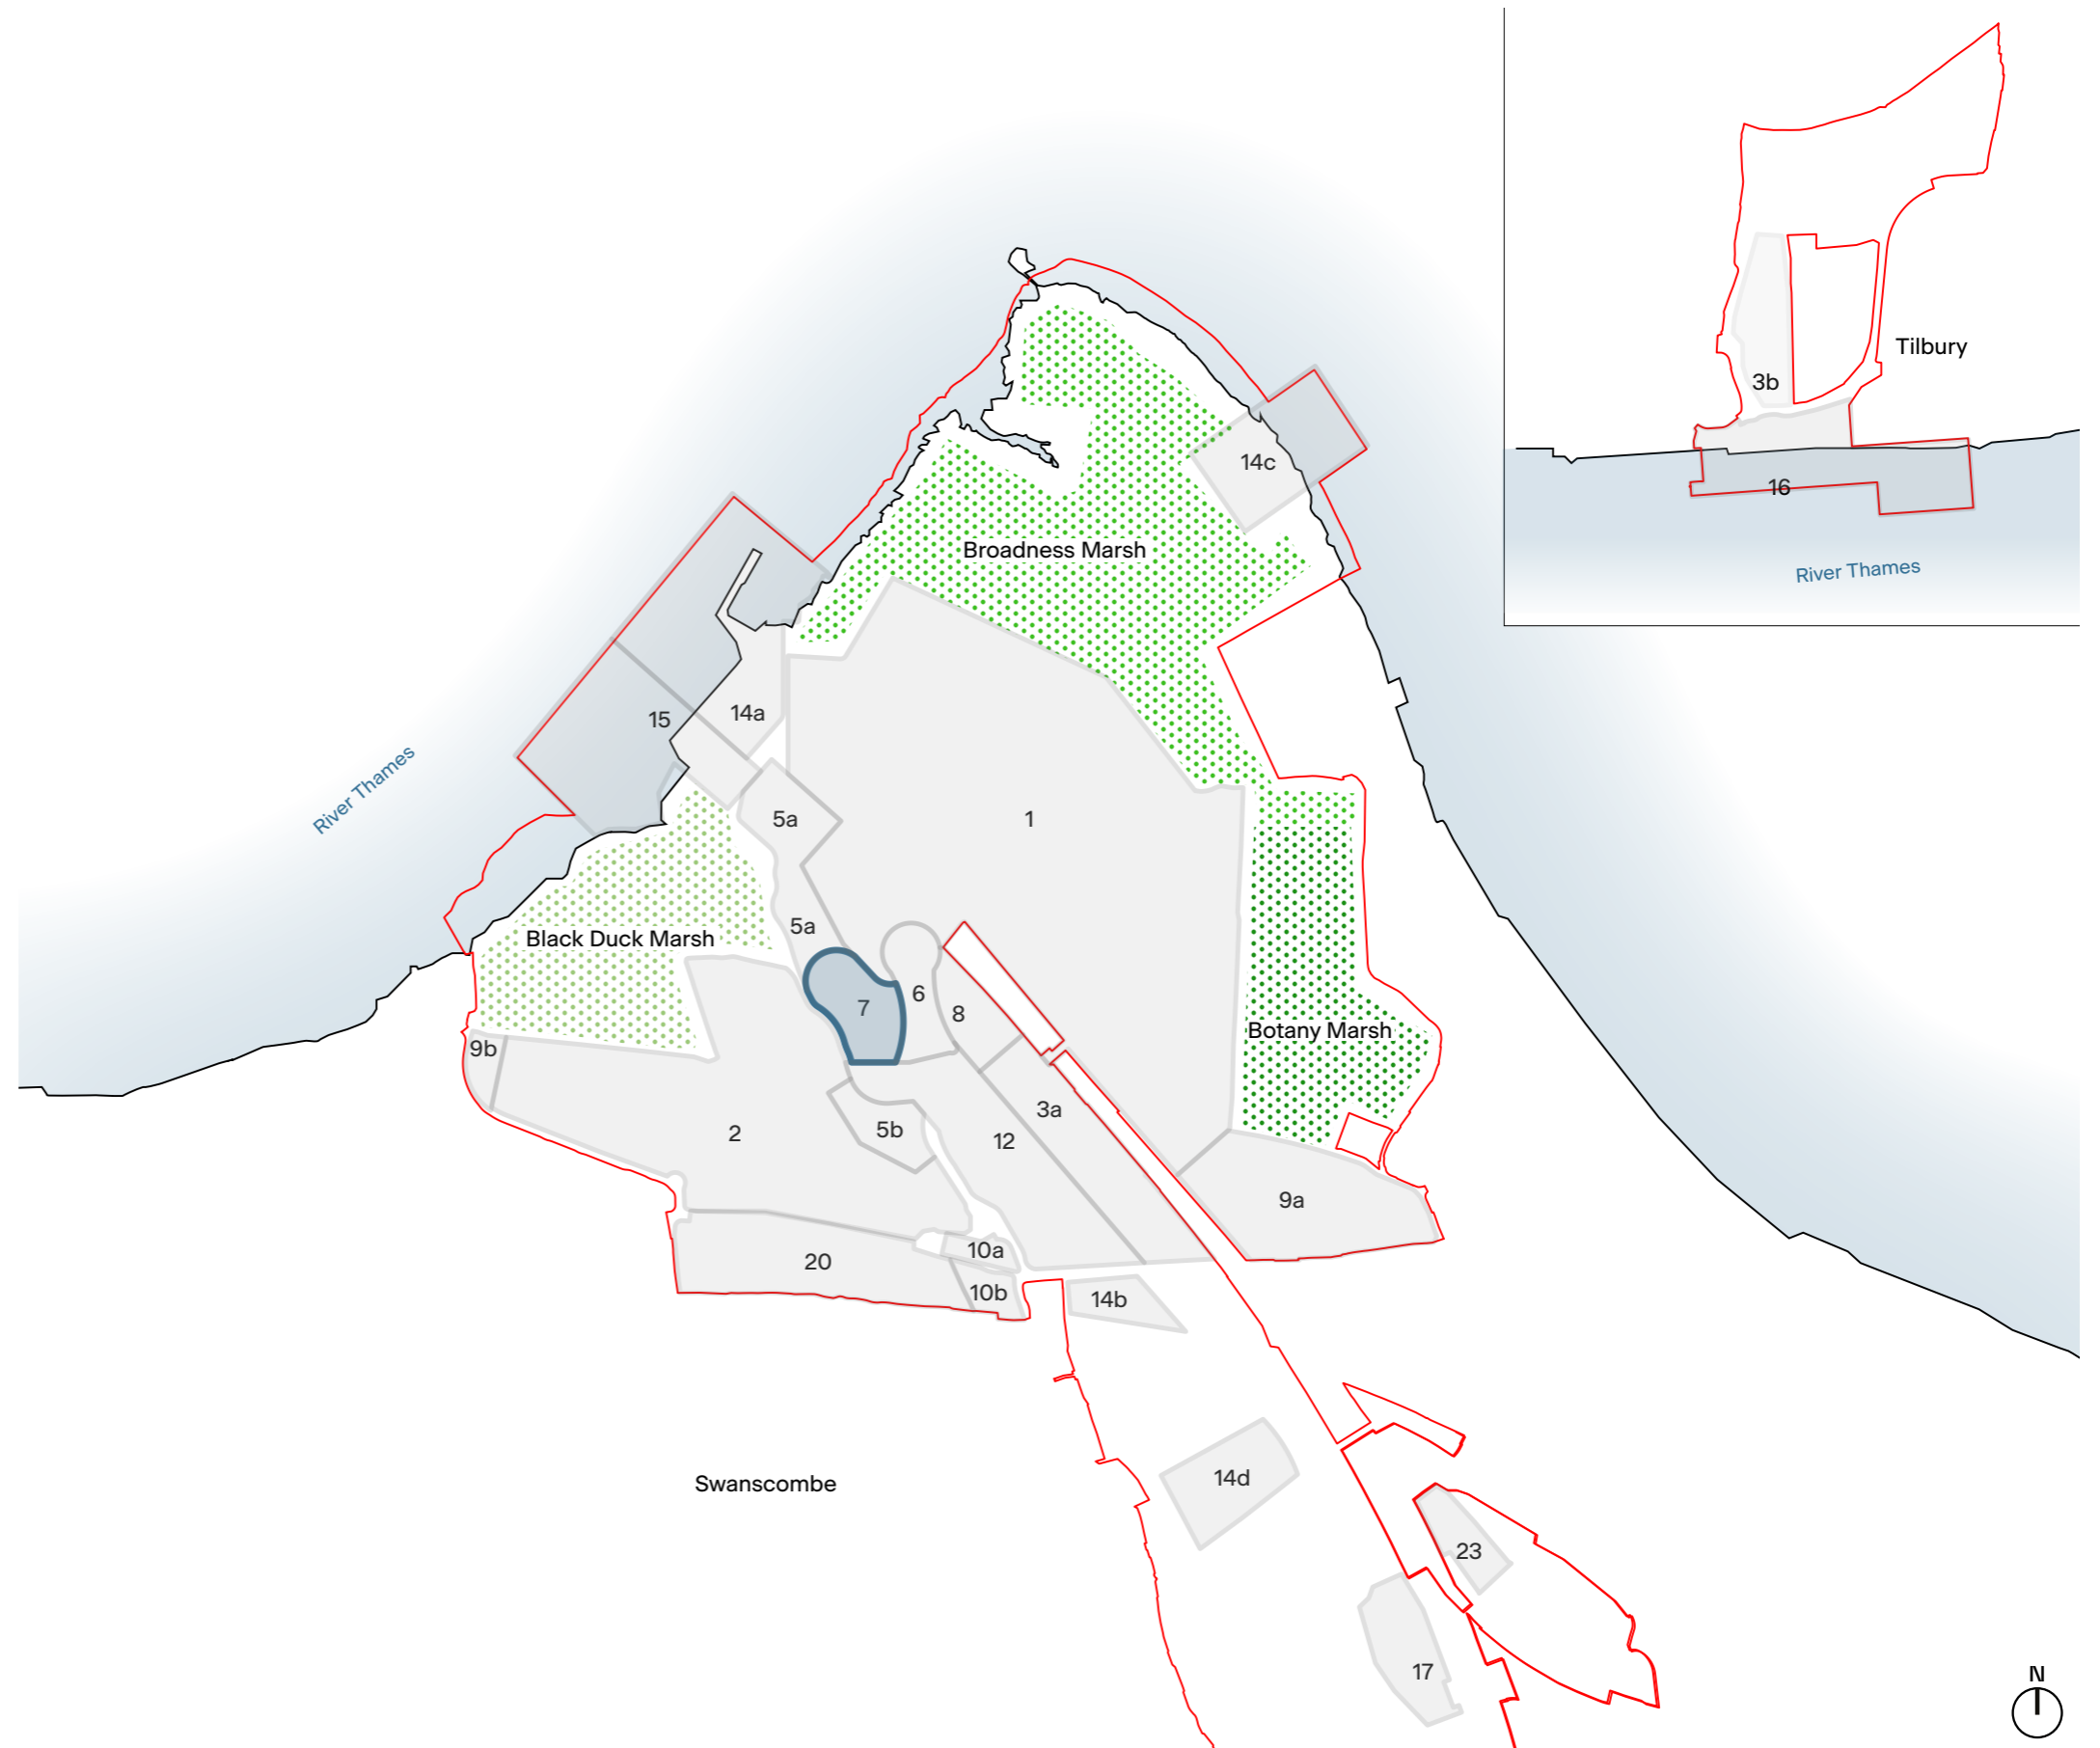 Tilbury
3b
16
River Thames
14c
Broadness Marsh
15
14a
River Thames
5a
1
5a
Black Duck Marsh
7
6
8
Botany Marsh
9b
3a
2
5b
12
9a
20
10a
10b
14b
Swanscombe
14d
23
17
N